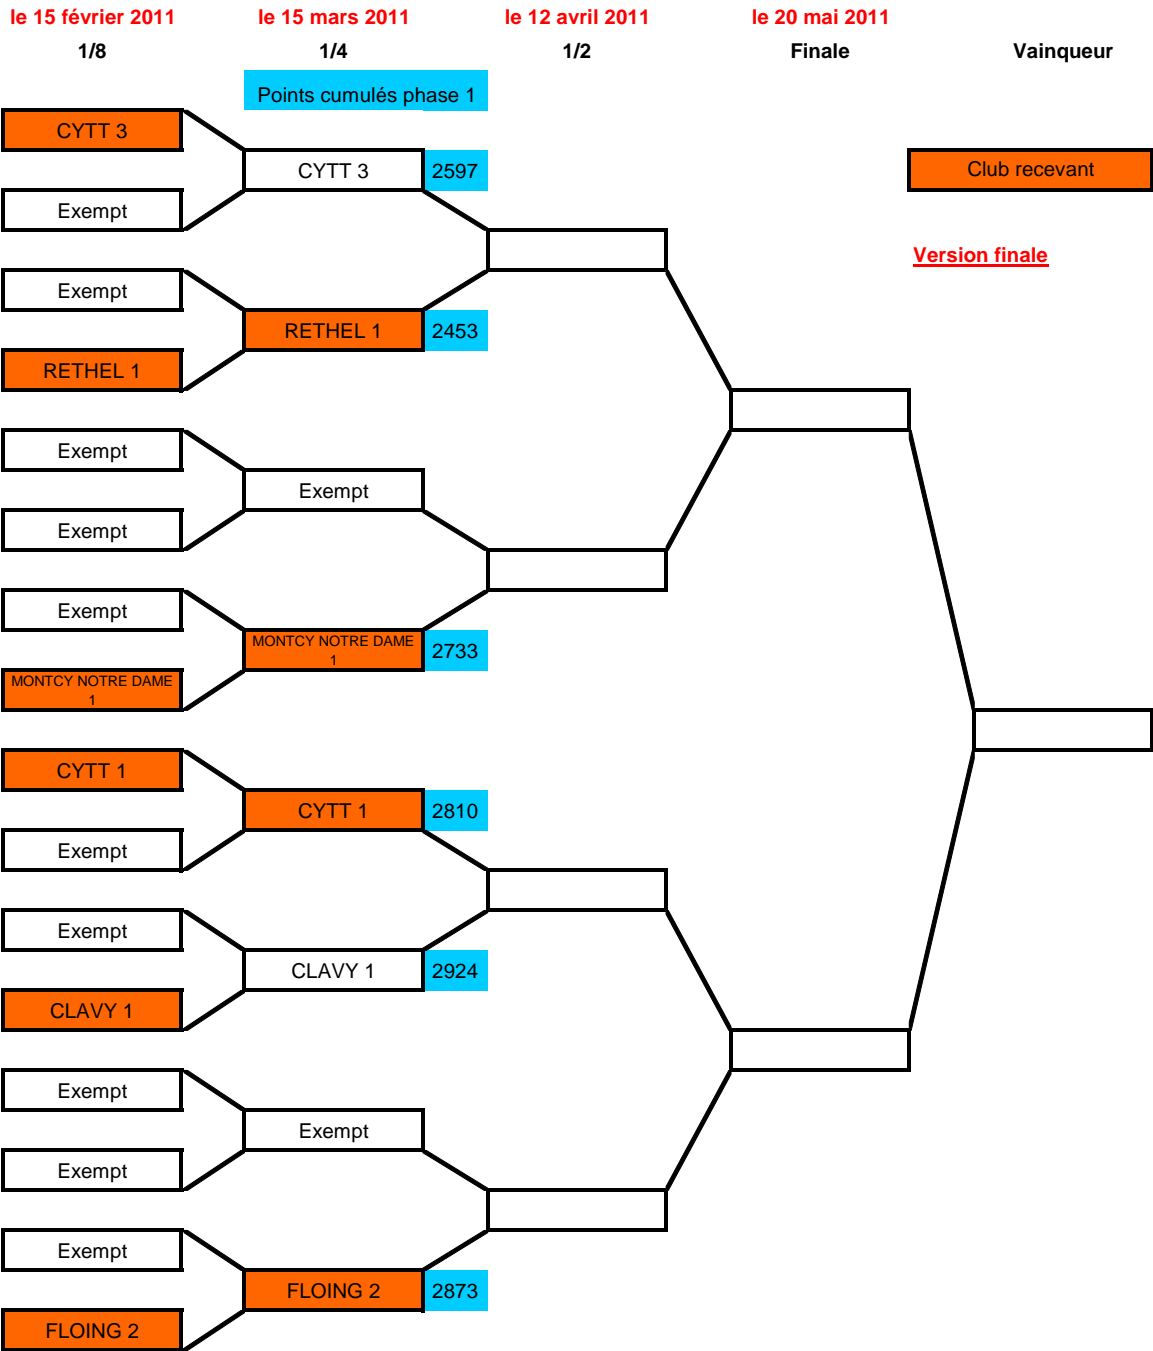 le 15 février 2011
le 15 mars 2011
le 12 avril 2011
le 20 mai 2011
1/8
1/4
1/2
Finale
Vainqueur
Points cumulés phase 1
CYTT 3
CYTT 3
2597
Club recevant
Exempt
Version finale
Exempt
RETHEL 1
2453
RETHEL 1
Exempt
Exempt
Exempt
Exempt
MONTCY NOTRE DAME
1
2733
MONTCY NOTRE DAME
1
CYTT 1
CYTT 1
2810
Exempt
Exempt
CLAVY 1
2924
CLAVY 1
Exempt
Exempt
Exempt
Exempt
FLOING 2
2873
FLOING 2